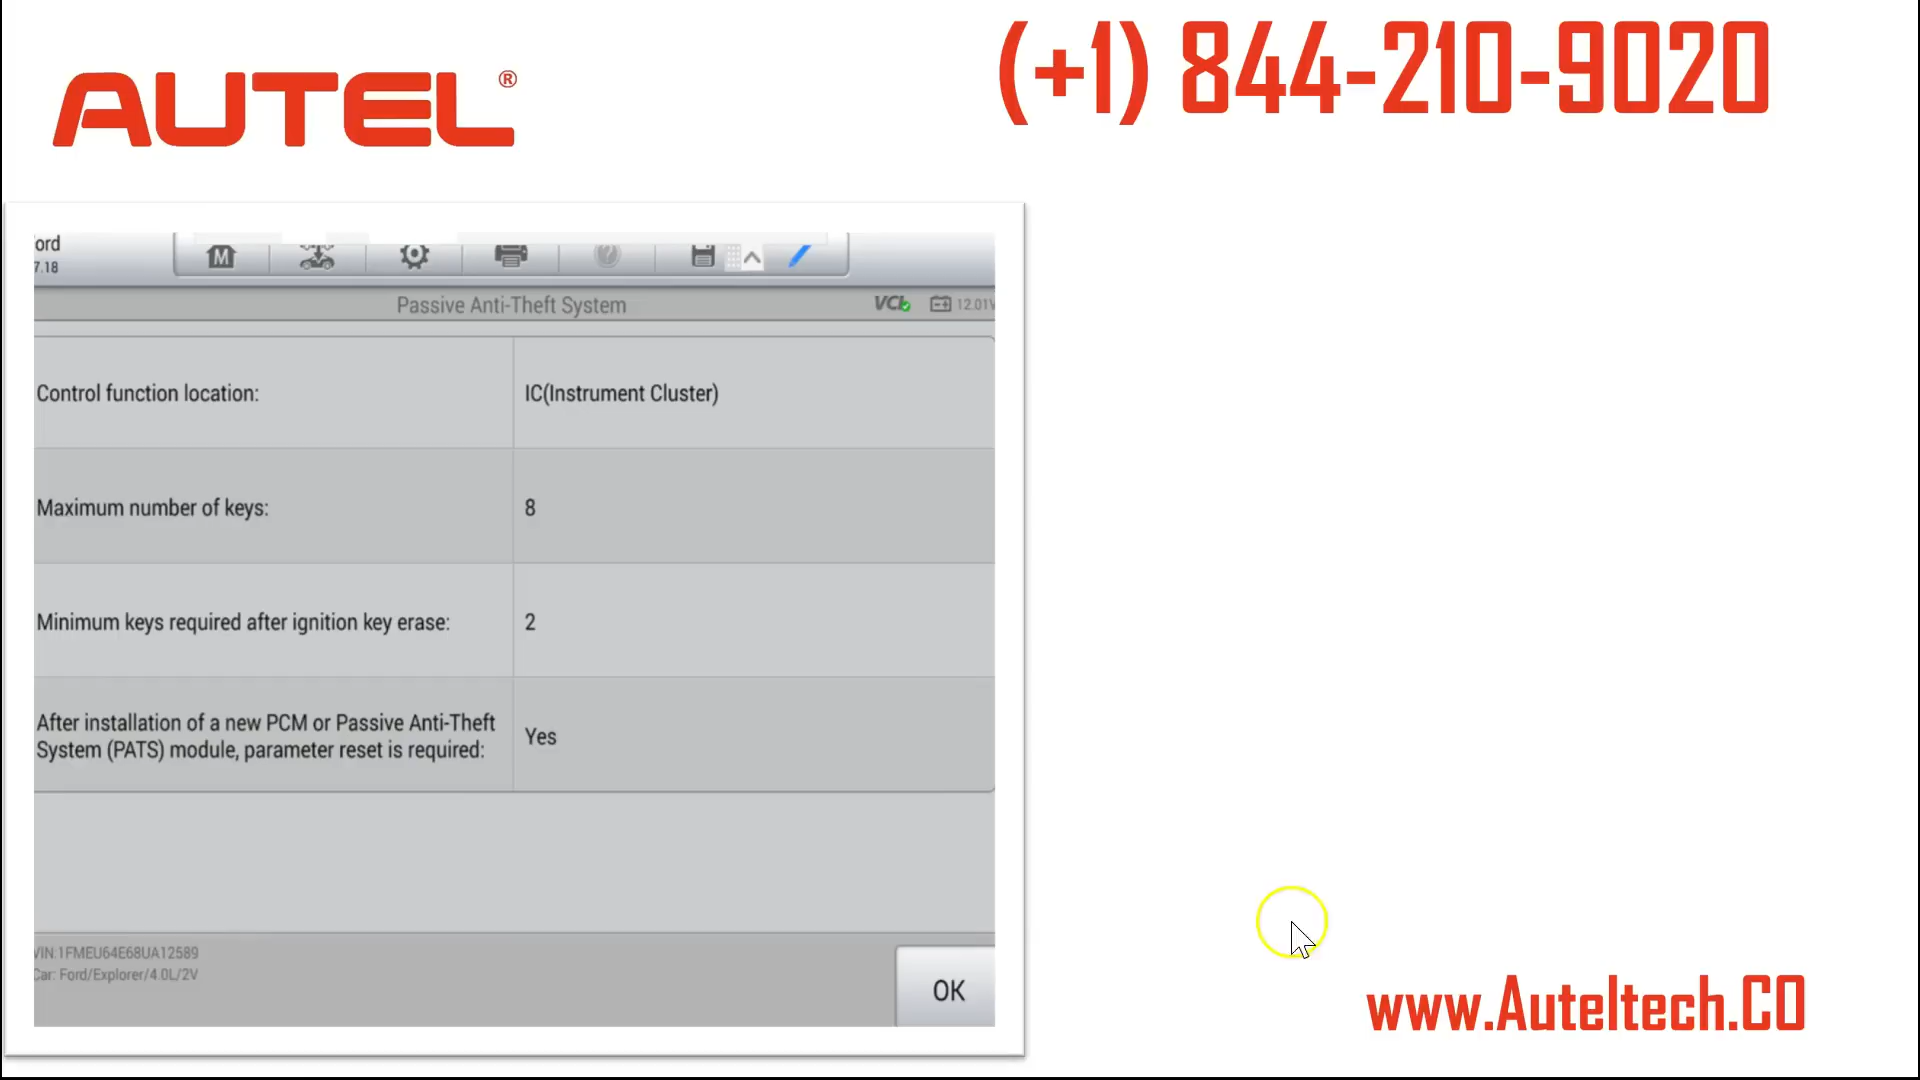 AUTEL®
(+1) 844-210-9020
ord
7.18
M
?
Passive Anti-Theft System
VCI
12.01V
Control function location:
IC(Instrument Cluster)
Maximum number of keys:
8
Minimum keys required after ignition key erase:
2
After installation of a new PCM or Passive Anti-Theft
System (PATS) module, parameter reset is required:
Yes
VIN:1FMEU64E68UA12589
Car: Ford/Explorer/4.0L/2V
OK
www.Auteltech.CO